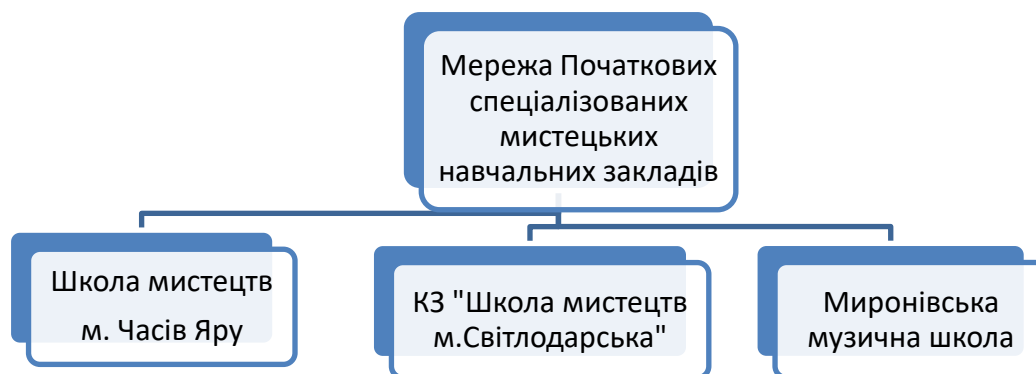 Мережа Початкових
спеціалізованих
мистецьких
навчальних закладів
Школа мистецтв
м. Часів Яру
КЗ "Школа мистецтв
м.Світлодарська"
Миронівська
музична школа